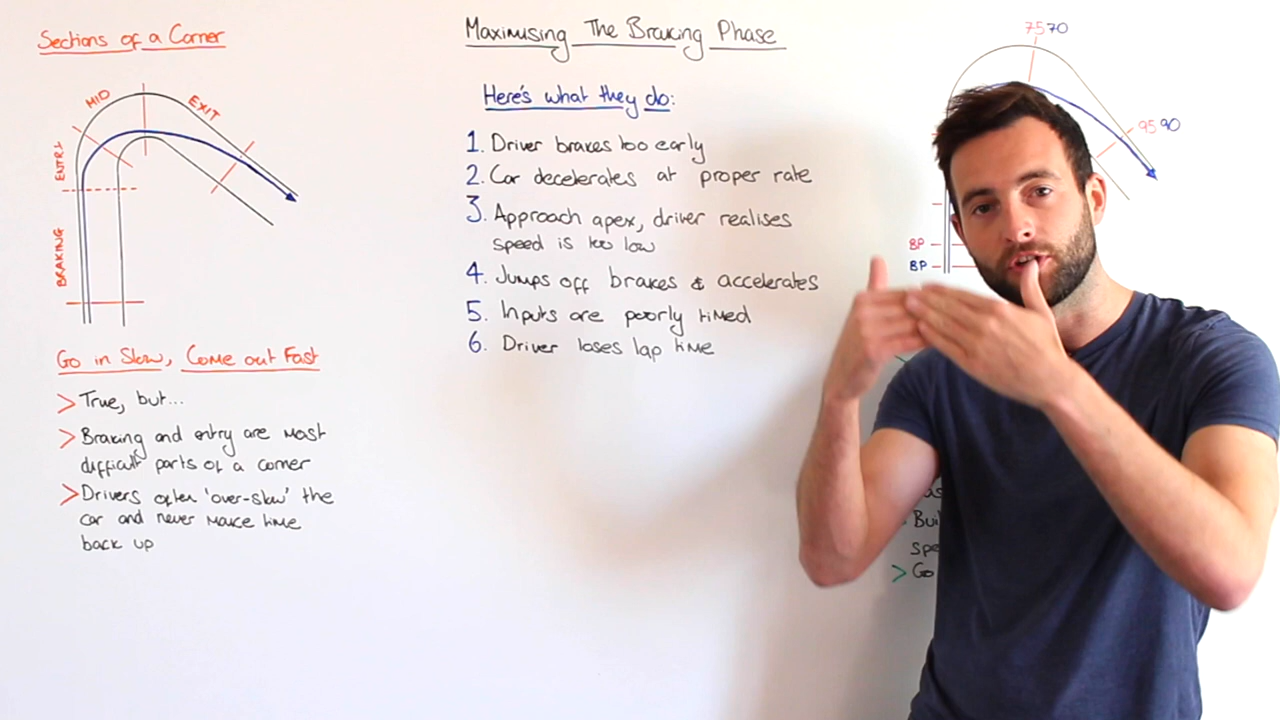 Sections of a Corner
MID
EXIT
ENTRY
BRAKING
Go in Slow, Come out Fast
> True, but...
> Braking and entry are most
difficult parts of a corner
> Drivers often 'over-slow' the
car and never make time
back up
Maximising The Braking Phase
Here's what they do:
1. Driver brakes too early
2. Car decelerates at proper rate
3. Approach apex, driver realises
speed is too low
4. Jumps off brakes & accelerates
5. Inputs are poorly timed
6. Driver loses lap time
75 70
95 90
BP
BP
> Go